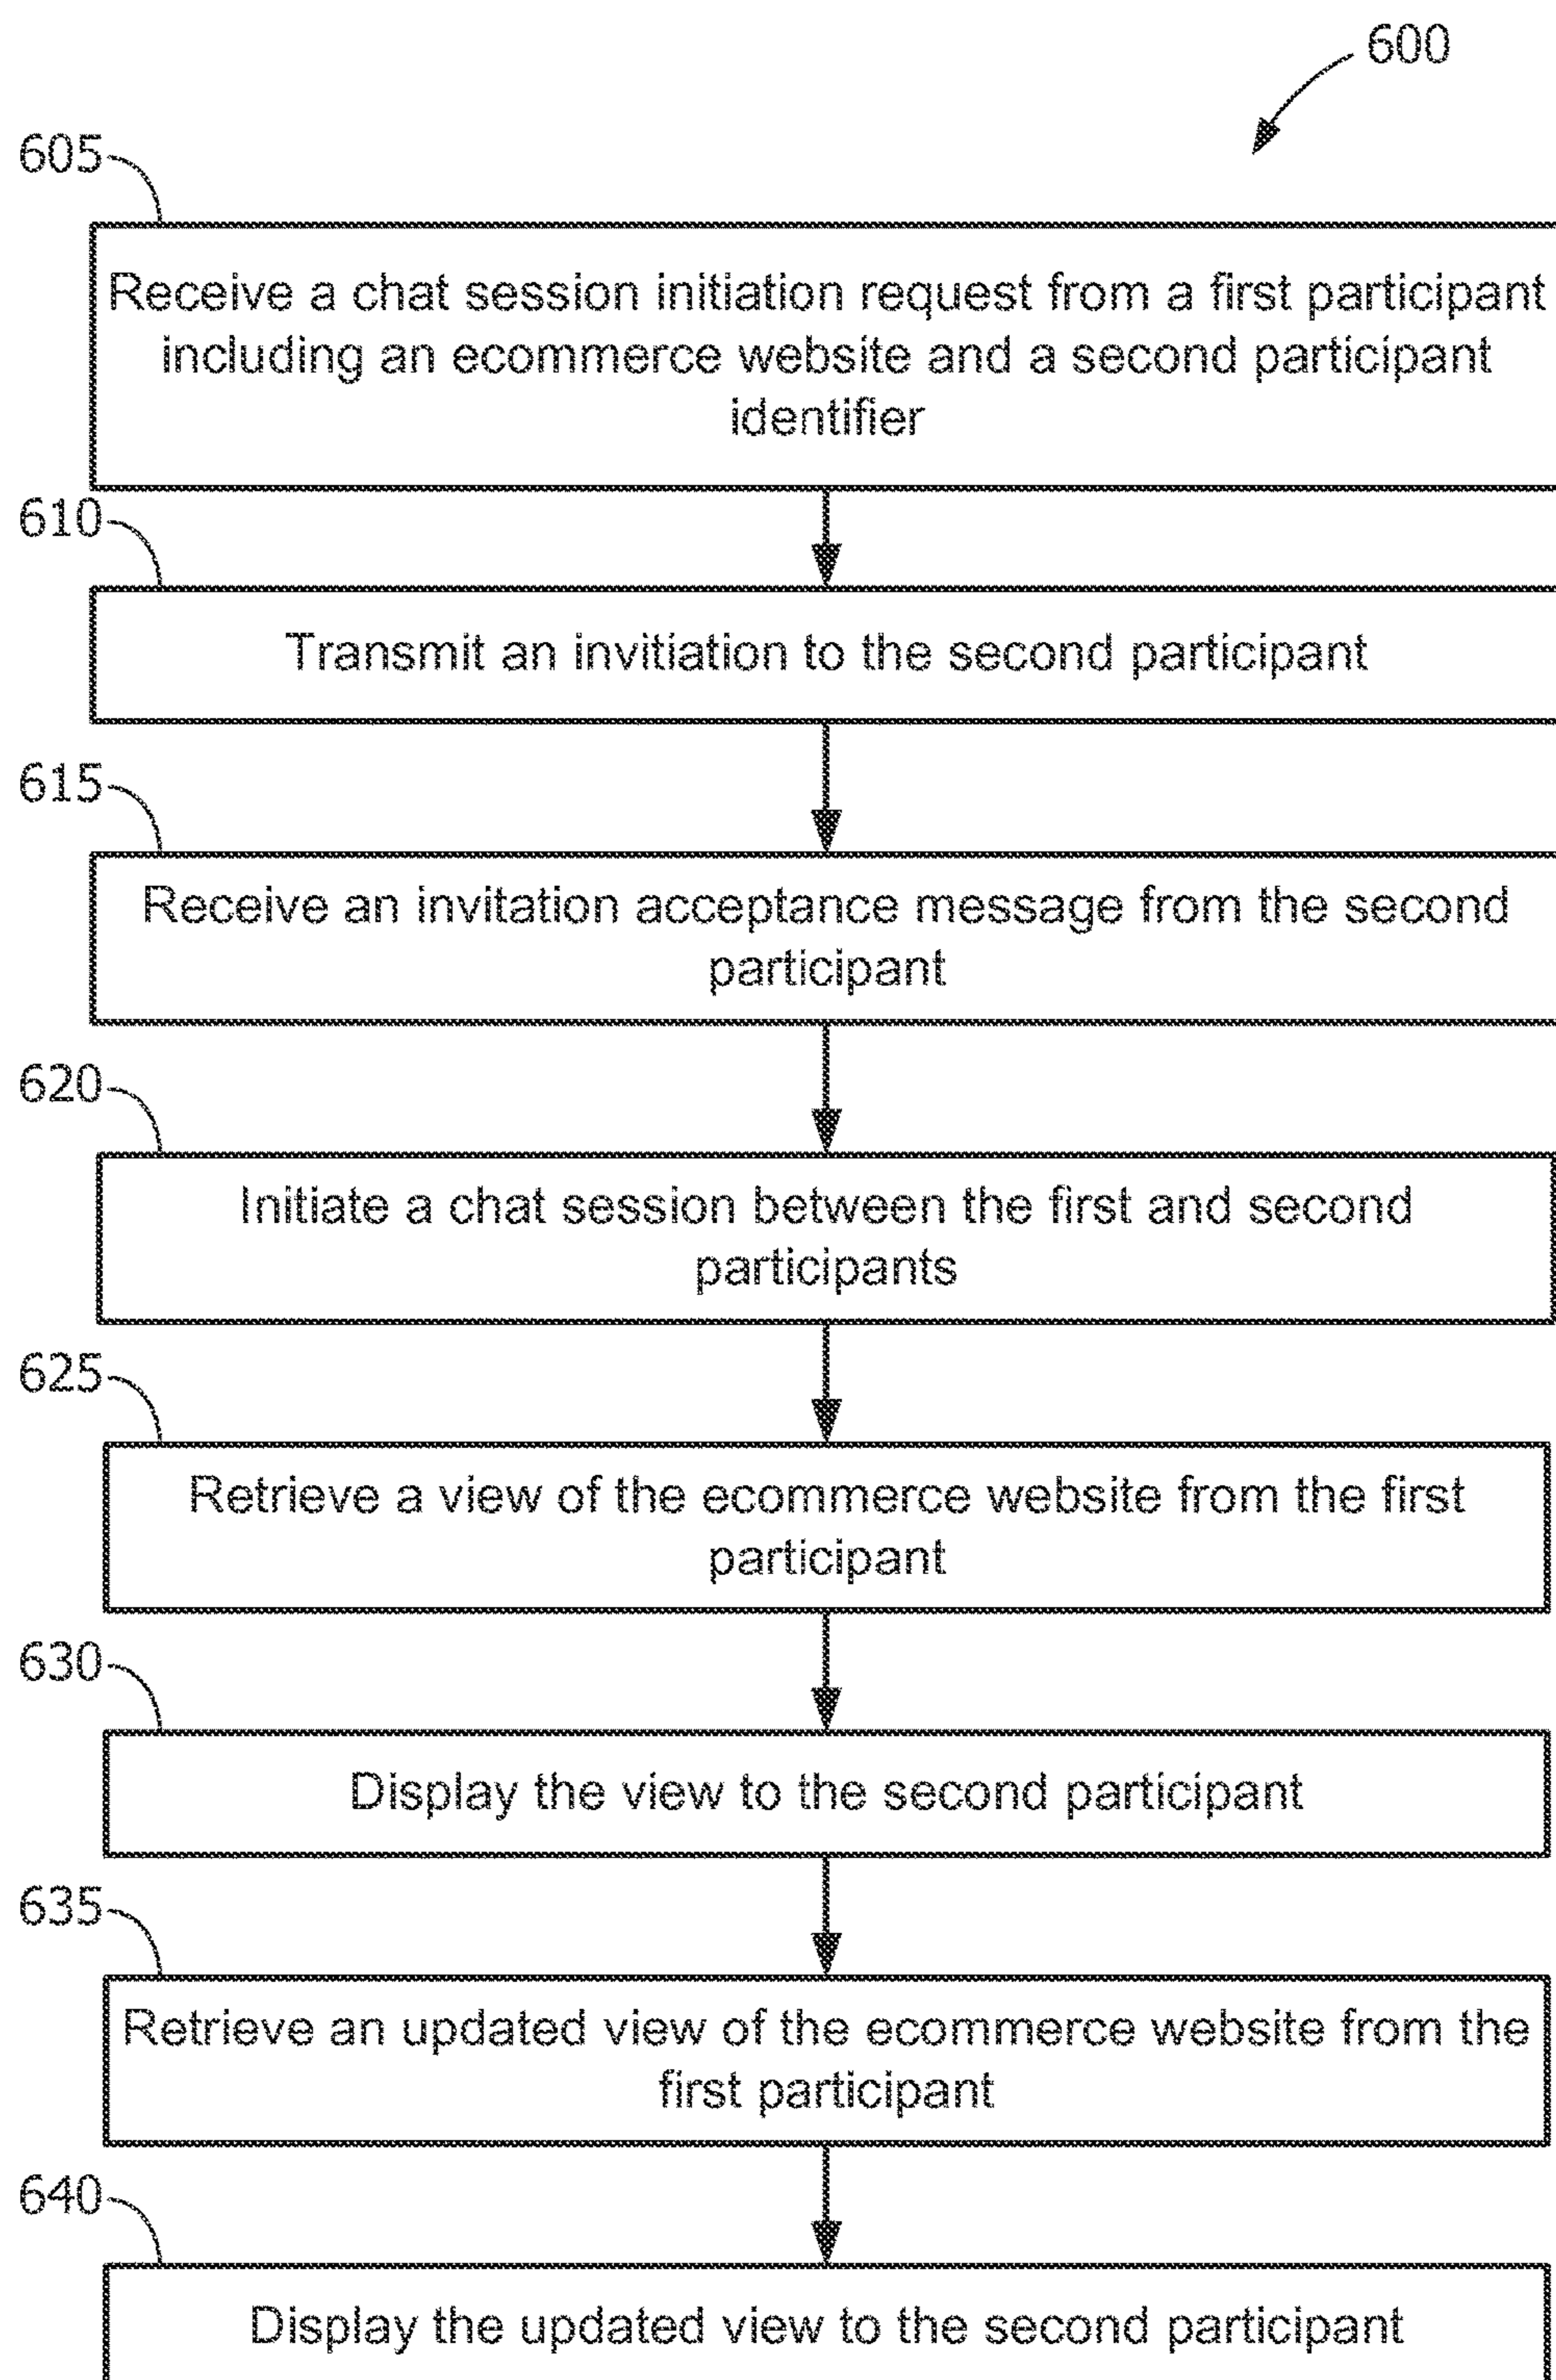 600
605
Receive a chat session initiation request from a first participant
including an ecommerce website and a second participant
identifier
610
Transmit an invitiation to the second participant
615
Receive an invitation acceptance message from the second
participant
620
Initiate a chat session between the first and second
participants
625
Retrieve a view of the ecommerce website from the first
participant
630
Display the view to the second participant
635
Retrieve an updated view of the ecommerce website from the
first participant
640
Display the updated view to the second participant